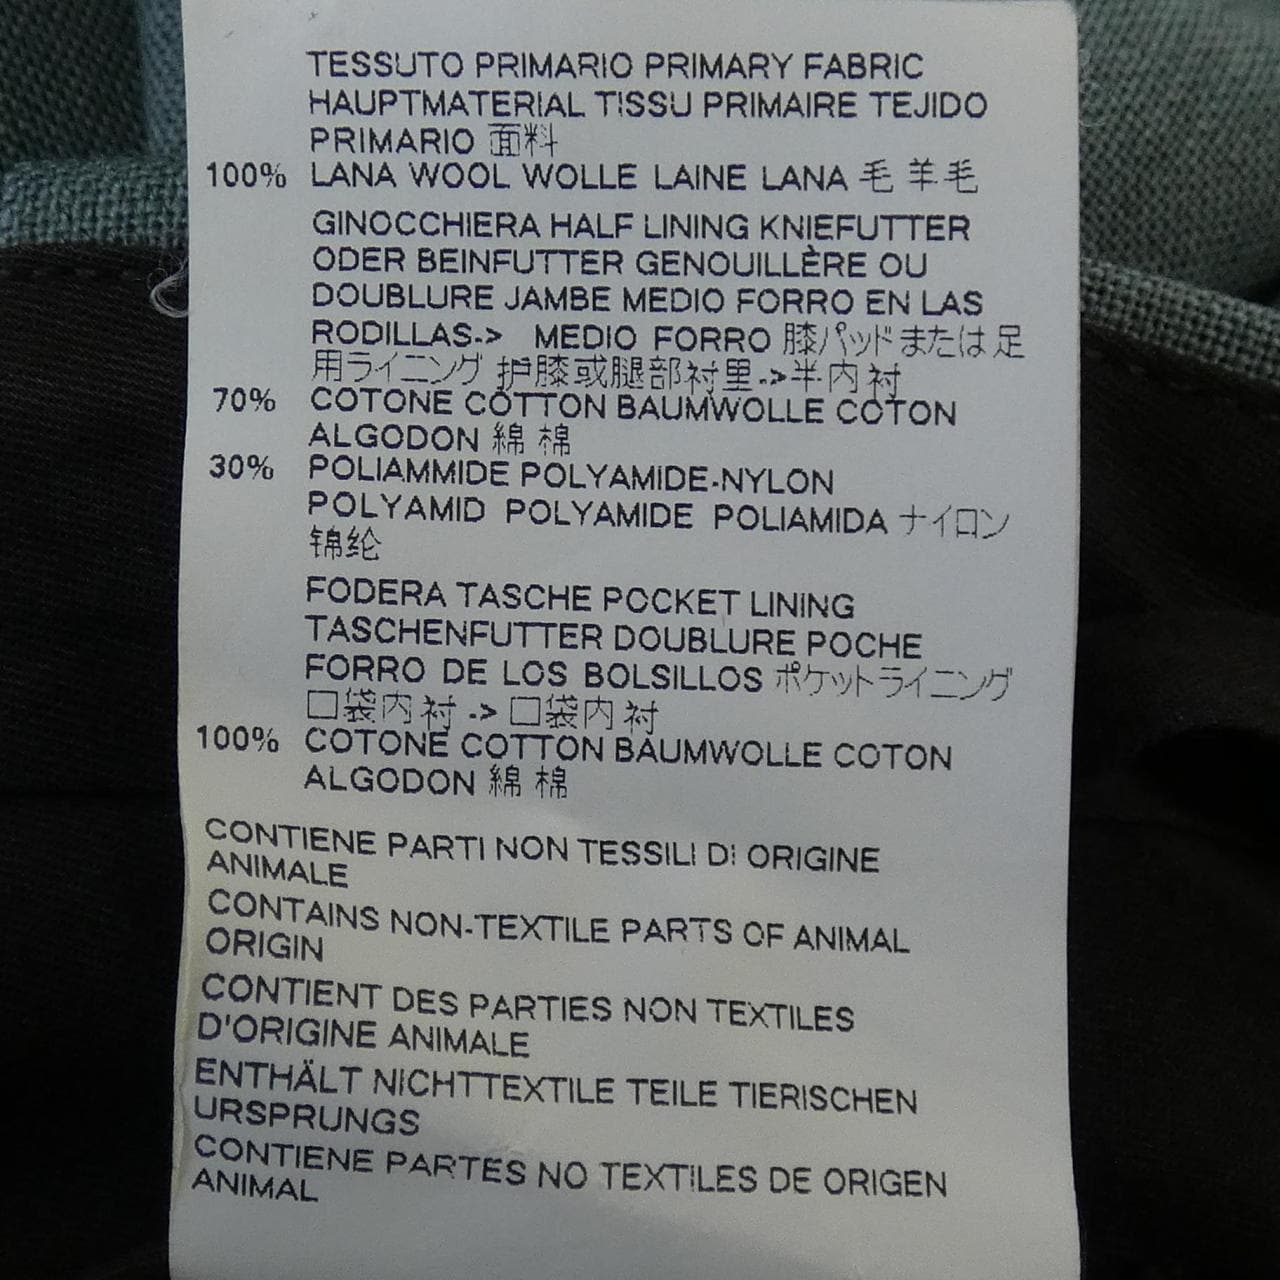 TESSUTO PRIMARIO PRIMARY FABRIC
HAUPTMATERIAL TISSU PRIMAIRE TEJIDO
PRIMARIO 面料
100% LANA WOOL WOLLE LAINE LANA 毛 羊毛
GINOCCHIERA HALF LINING KNIEFUTTER
ODER BEINFUTTER GENOUILLÈRE OU
DOUBLURE JAMBE MEDIO FORRO EN LAS
RODILLAS-> MEDIO FORRO 膝パッドまたは足
用ライニング 护膝或腿部衬里->半内衬
70% COTONE COTTON BAUMWOLLE COTON
ALGODON 綿 棉
30% POLIAMMIDE POLYAMIDE-NYLON
POLYAMID POLYAMIDE POLIAMIDA ナイロン
锦纶
FODERA TASCHE POCKET LINING
TASCHENFUTTER DOUBLURE POCHE
FORRO DE LOS BOLSILLOS ポケットライニング
口袋内衬 -> 口袋内衬
100% COTONE COTTON BAUMWOLLE COTON
ALGODON 綿 棉
CONTIENE PARTI NON TESSILI DI ORIGINE
ANIMALE
CONTAINS NON-TEXTILE PARTS OF ANIMAL
ORIGIN
CONTIENT DES PARTIES NON TEXTILES
D'ORIGINE ANIMALE
ENTHÄLT NICHTTEXTILE TEILE TIERISCHEN
URSPRUNGS
CONTIENE PARTES NO TEXTILES DE ORIGEN
ANIMAL